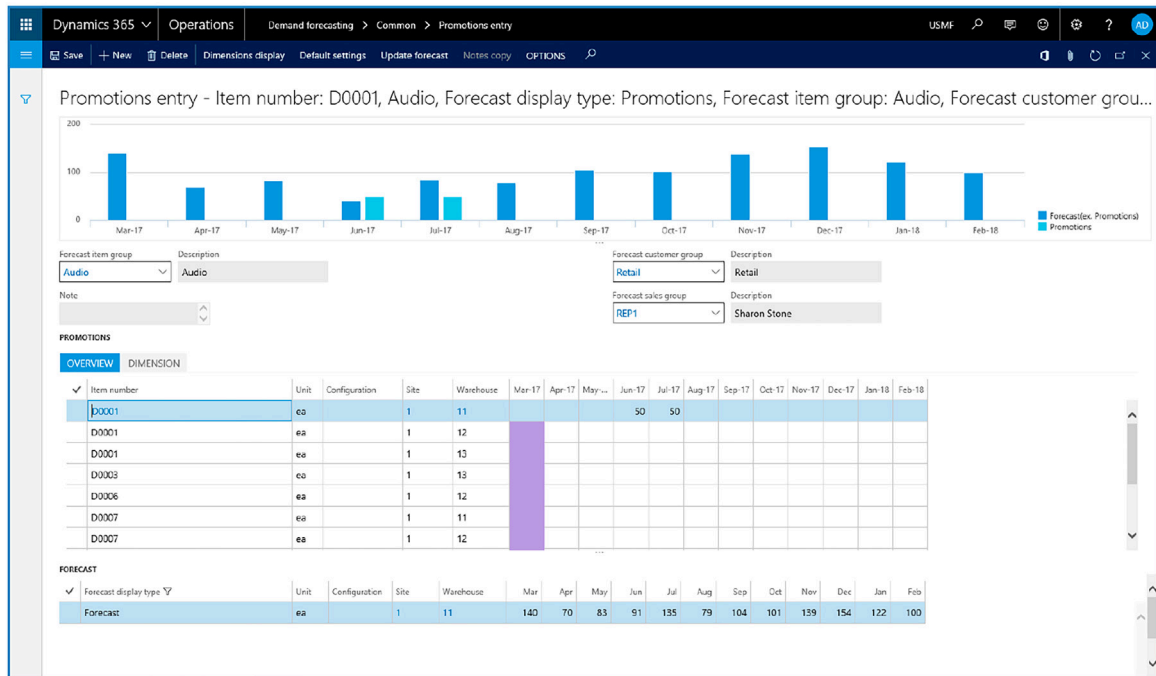 Dynamics 365 Operations Demand forecasting > Common > Promotions entry USMF ? AD
Save + New Delete Dimensions display Default settings Update forecast Notes copy OPTIONS
Promotions entry - Item number: D0001, Audio, Forecast display type: Promotions, Forecast item group: Audio, Forecast customer grou...
200
100
0
Mar-17 Apr-17 May-17 Jun-17 Jul-17 Aug-17 Sep-17 Oct-17 Nov-17 Dec-17 Jan-18 Feb-18
Forecast(ex. Promotions)
Promotions
Forecast item group Description Forecast customer group Description
Audio Audio Retail Retail
Note Forecast sales group Description
REP1 Sharon Stone
PROMOTIONS
OVERVIEW DIMENSION
Item number Unit Configuration Site Warehouse Mar-17 Apr-17 May-... Jun-17 Jul-17 Aug-17 Sep-17 Oct-17 Nov-17 Dec-17 Jan-18 Feb-18
D0001 ea 1 11 50 50
D0001 ea 1 12
D0001 ea 1 13
D0003 ea 1 13
D0006 ea 1 12
D0007 ea 1 11
D0007 ea 1 12
FORECAST
Forecast display type Unit Configuration Site Warehouse Mar Apr May Jun Jul Aug Sep Oct Nov Dec Jan Feb
Forecast ea 1 11 140 70 83 91 135 79 104 101 139 154 122 100